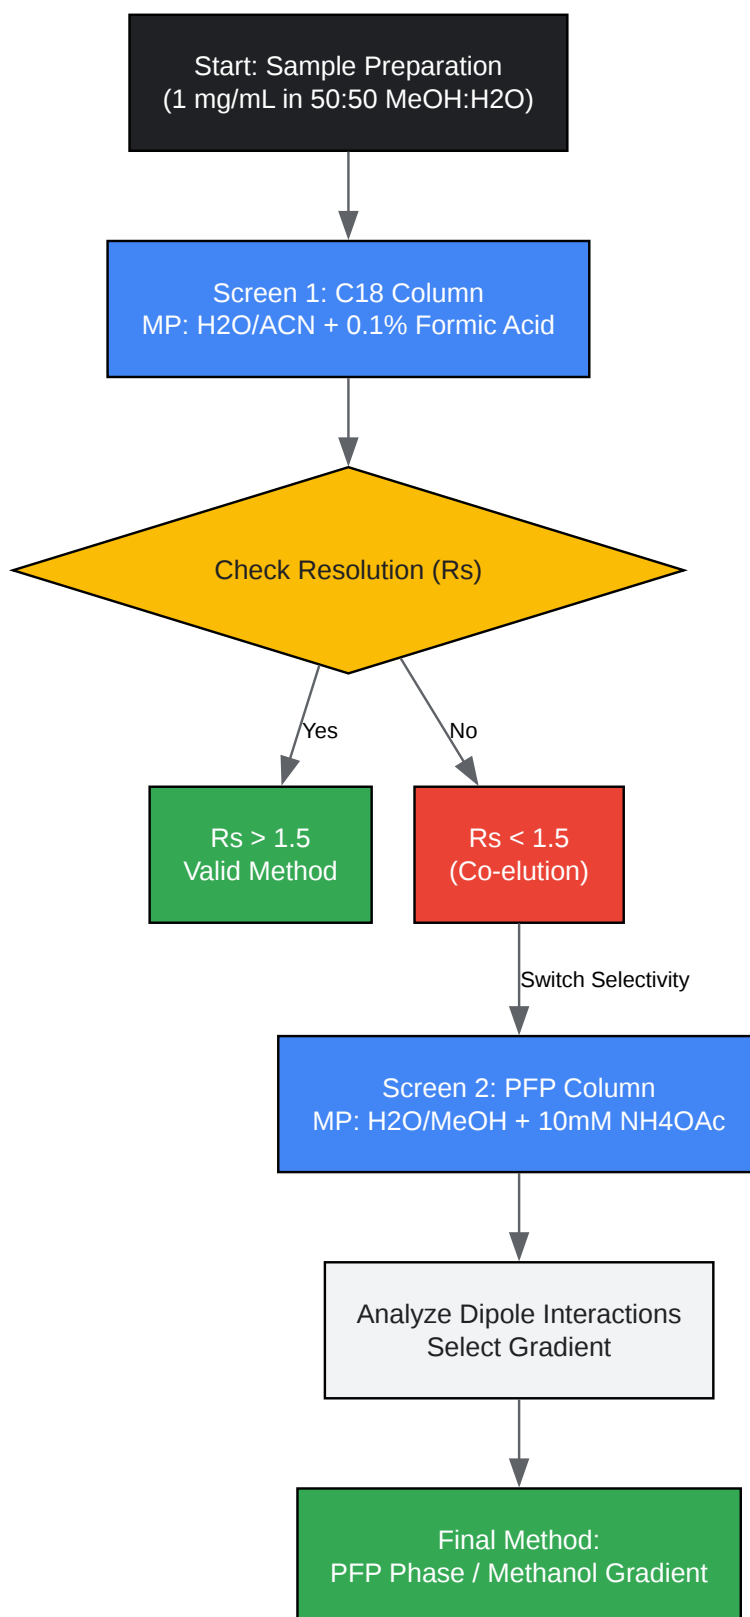 Start: Sample Preparation
(1 mg/mL in 50:50 MeOH:H2O)
Screen 1: C18 Column
MP: H2O/ACN + 0.1% Formic Acid
Check Resolution (Rs)
Yes
No
Rs > 1.5
Valid Method
Rs < 1.5
(Co-elution)
Switch Selectivity
Screen 2: PFP Column
MP: H2O/MeOH + 10mM NH4OAc
Analyze Dipole Interactions
Select Gradient
Final Method:
PFP Phase / Methanol Gradient